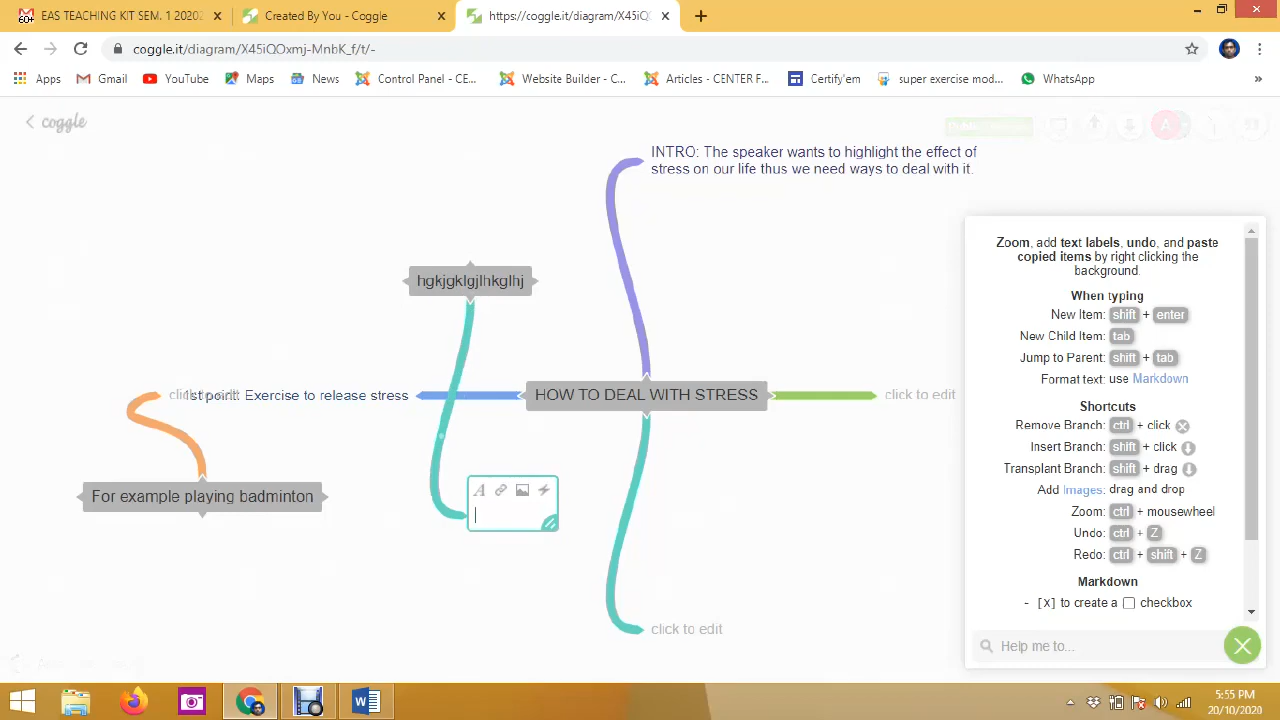 EAS TEACHING KIT SEM. 1 2020
Created By You - Coggle
https://coggle.it/diagram/X45iQO
coggle.it/diagram/X45iQOxmj-MnbK_f/t/-
Apps
Gmail
YouTube
Maps
News
Control Panel - CE...
Website Builder - C...
Articles - CENTER F...
Certify'em
super exercise mod...
WhatsApp
»
coggle
INTRO: The speaker wants to highlight the effect of
stress on our life thus we need ways to deal with it.
hgkjgklgjlhkglhj
1st point: Exercise to release stress
click to edit
HOW TO DEAL WITH STRESS
click to edit
For example playing badminton
click to edit
Zoom, add text labels, undo, and paste
copied items by right clicking the
background.
When typing
New Item: shift + enter
New Child Item: tab
Jump to Parent: shift + tab
Format text: use Markdown
Shortcuts
Remove Branch: ctrl + click
Insert Branch: shift + click
Transplant Branch: shift + drag
Add Images: drag and drop
Zoom: ctrl + mousewheel
Undo: ctrl + Z
Redo: ctrl + shift + Z
Markdown
- [X] to create a checkbox
Help me to...
5:55 PM
20/10/2020